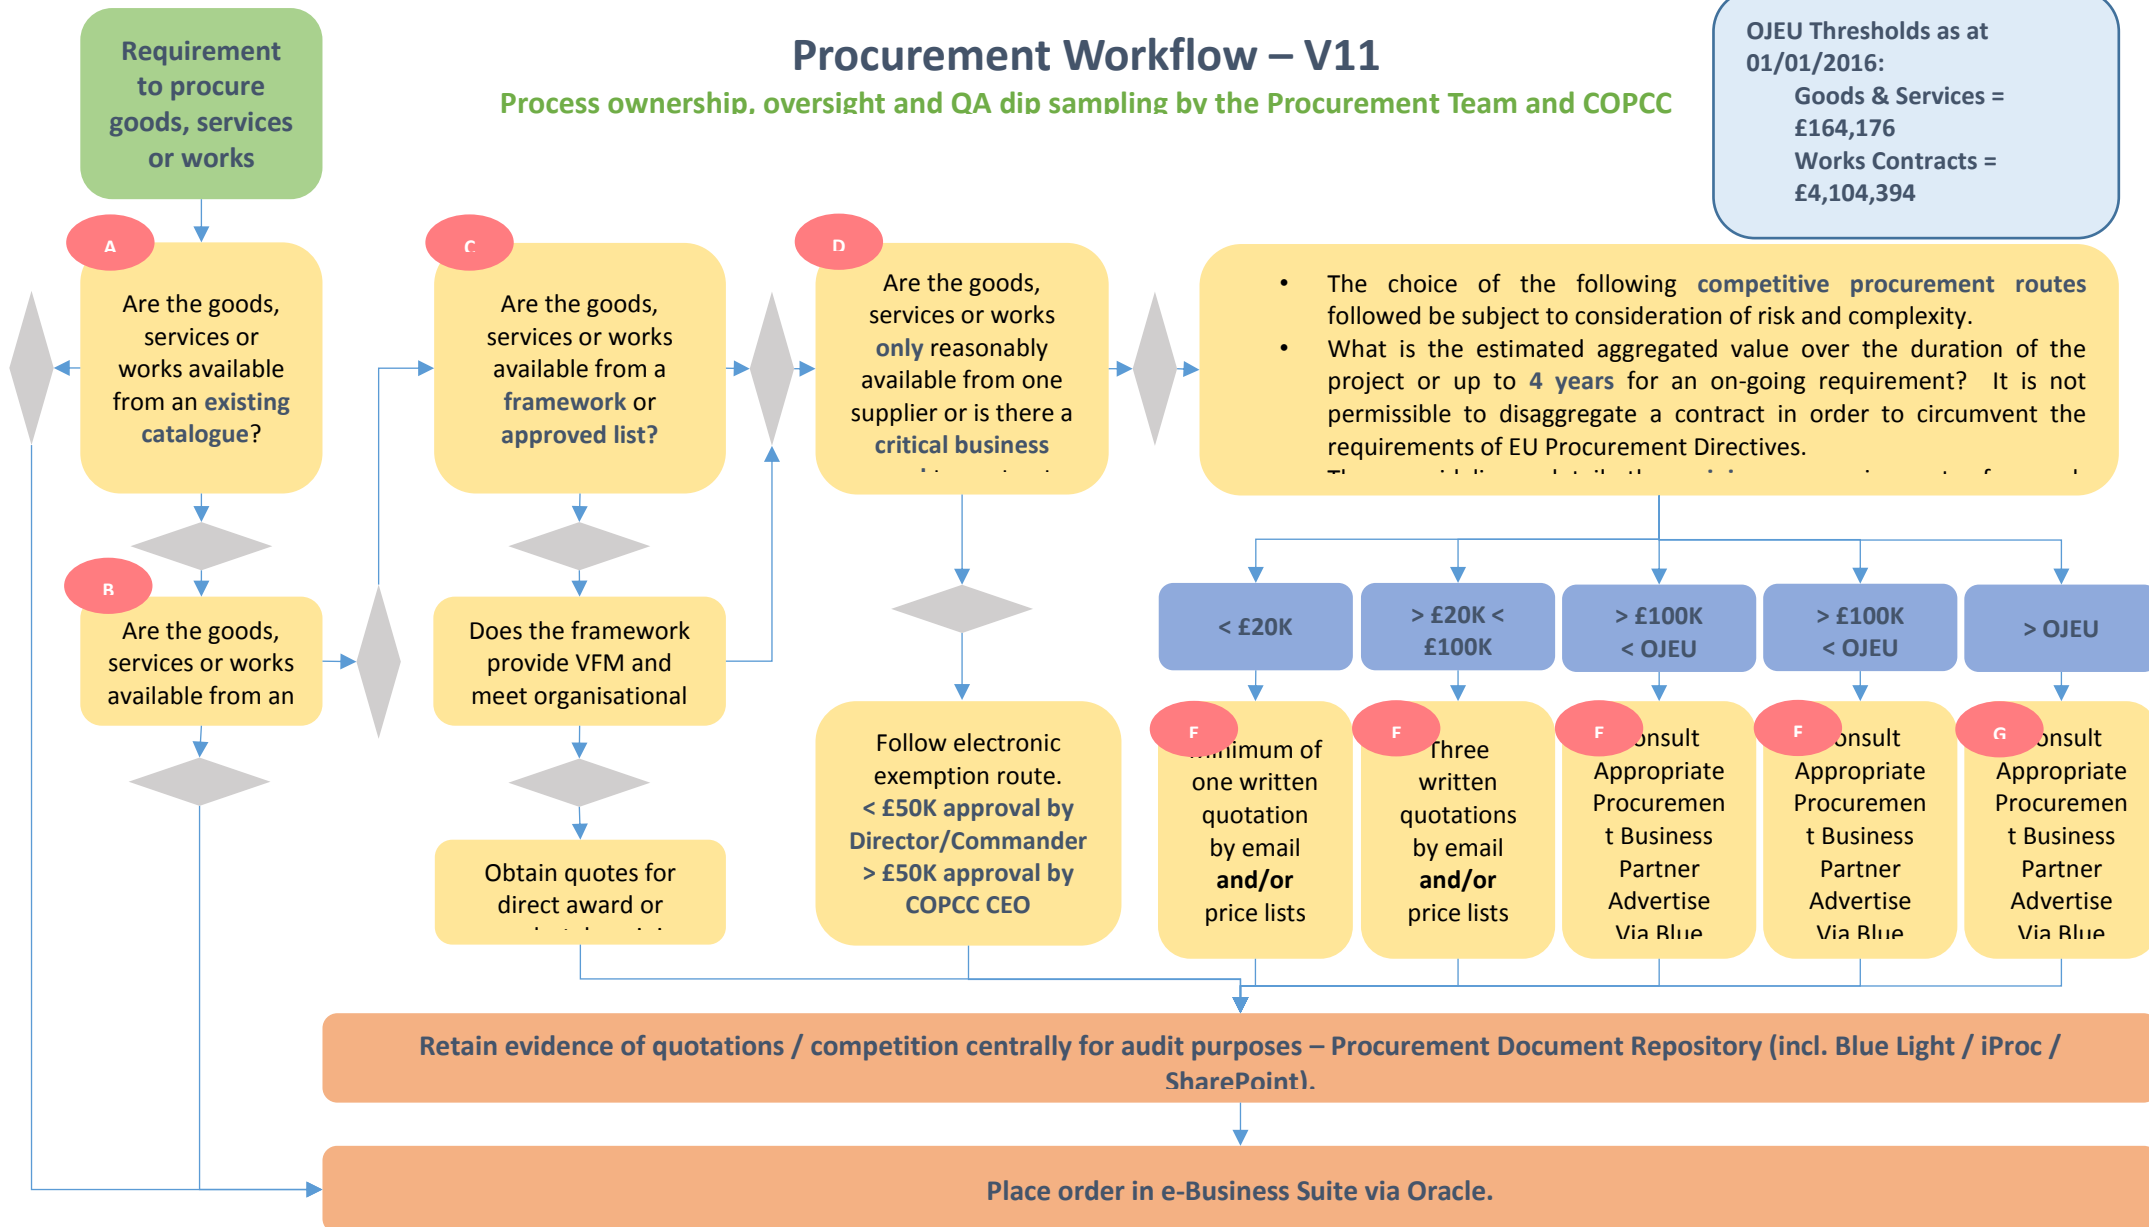 Requirement
to procure
goods, services
or works
Procurement Workflow – V11
Process ownership, oversight and QA dip sampling by the Procurement Team and COPCC
OJEU Thresholds as at
01/01/2016:
Goods & Services =
£164,176
Works Contracts =
£4,104,394
A
Are the goods,
services or
works available
from an existing
catalogue?
C
Are the goods,
services or works
available from a
framework or
approved list?
D
Are the goods,
services or works
only reasonably
available from one
supplier or is there a
critical business
• The choice of the following competitive procurement routes
followed be subject to consideration of risk and complexity.
• What is the estimated aggregated value over the duration of the
project or up to 4 years for an on-going requirement? It is not
permissible to disaggregate a contract in order to circumvent the
requirements of EU Procurement Directives.
B
Are the goods,
services or works
available from an
Does the framework
provide VFM and
meet organisational
Obtain quotes for
direct award or
Follow electronic
exemption route.
< £50K approval by
Director/Commander
> £50K approval by
COPCC CEO
< £20K
> £20K <
£100K
> £100K
< OJEU
> £100K
< OJEU
> OJEU
Minimum of
one written
quotation
by email
and/or
price lists
Three
written
quotations
by email
and/or
price lists
Consult
Appropriate
Procuremen
t Business
Partner
Advertise
Via Blue
Consult
Appropriate
Procuremen
t Business
Partner
Advertise
Via Blue
G
Consult
Appropriate
Procuremen
t Business
Partner
Advertise
Via Blue
Retain evidence of quotations / competition centrally for audit purposes – Procurement Document Repository (incl. Blue Light / iProc /
SharePoint).
Place order in e-Business Suite via Oracle.